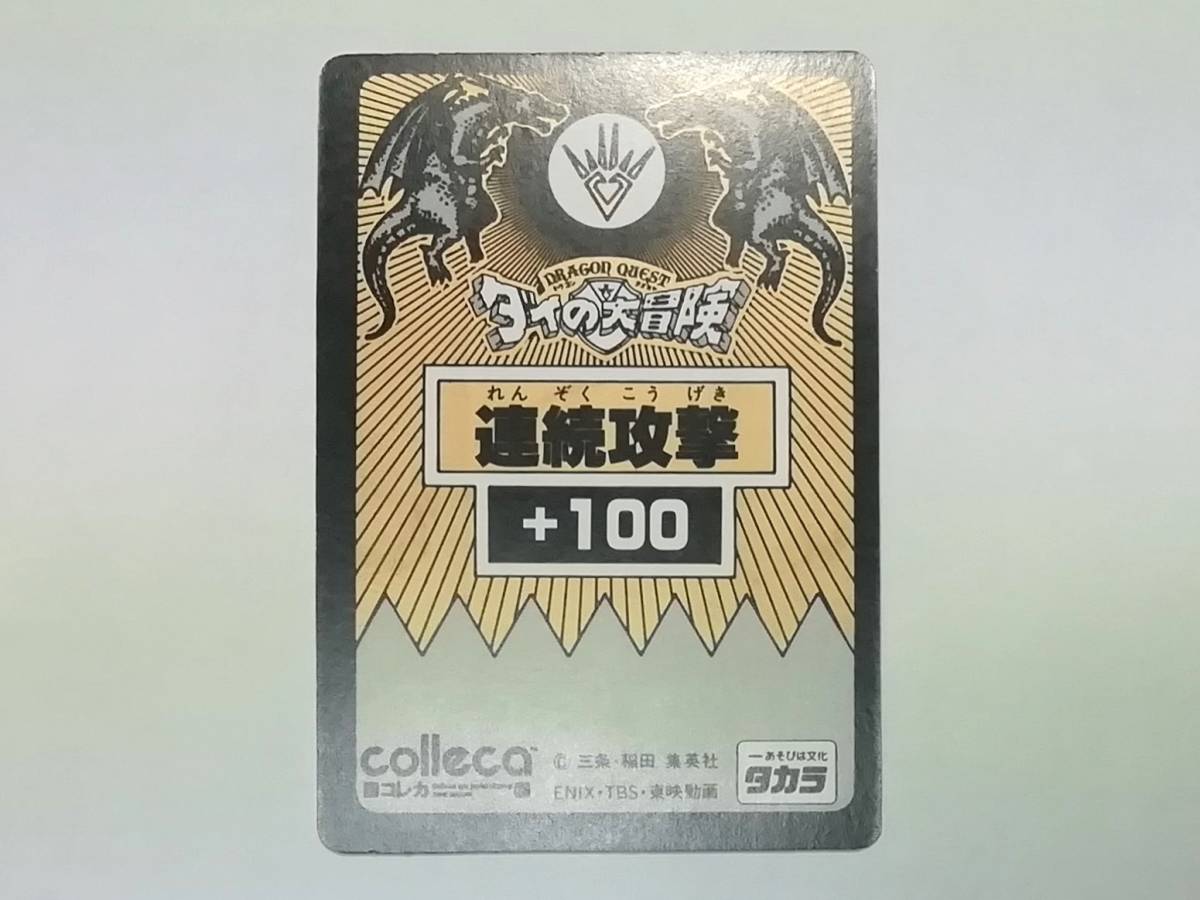 DRAGON QUEST
ダイの大冒険
れん ぞく こう げき
連続攻撃
+100
colleca™
コレカ
© 三条・稲田 集英社
ENIX・TBS・東映動画
―あそびは文化
タカラ